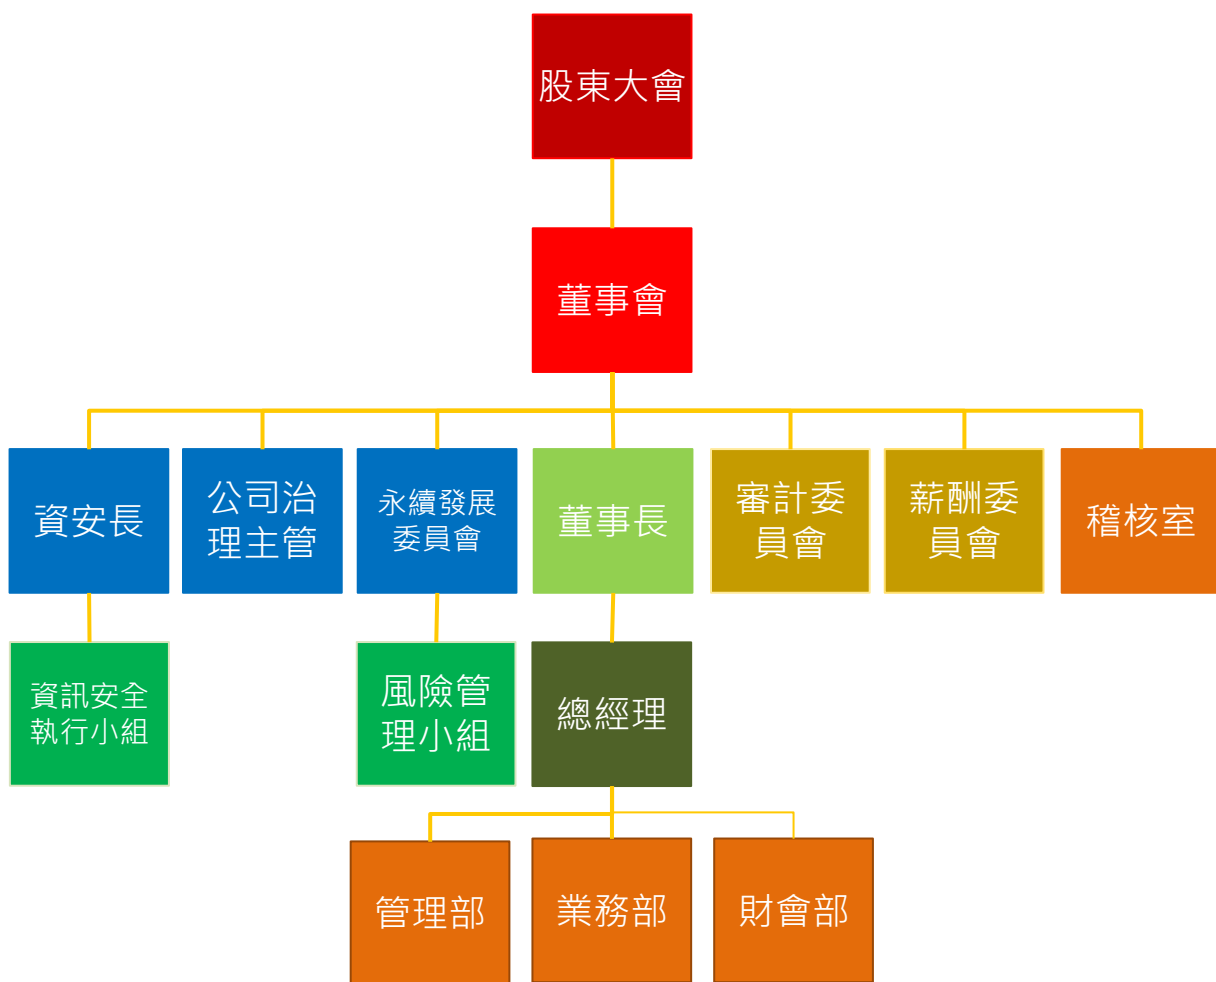 股東大會
董事會
資安長
公司治
理主管
永續發展
委員會
董事長
審計委
員會
薪酬委
員會
稽核室
資訊安全
執行小組
風險管
理小組
總經理
管理部
業務部
財會部